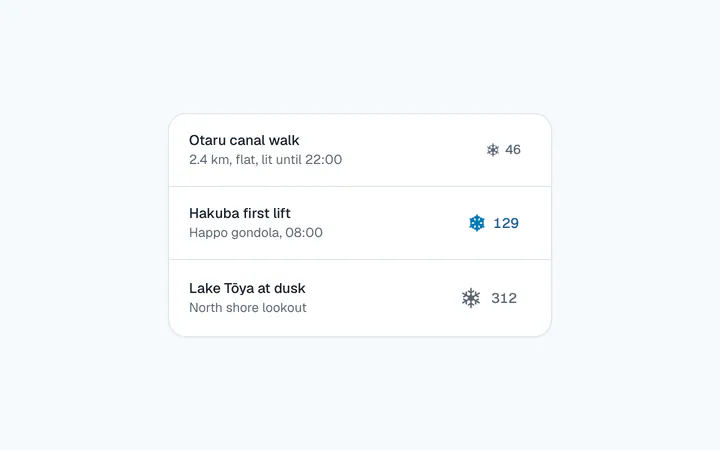 Otaru canal walk
2.4 km, flat, lit until 22:00
46
Hakuba first lift
Happo gondola, 08:00
129
Lake Tōya at dusk
North shore lookout
312